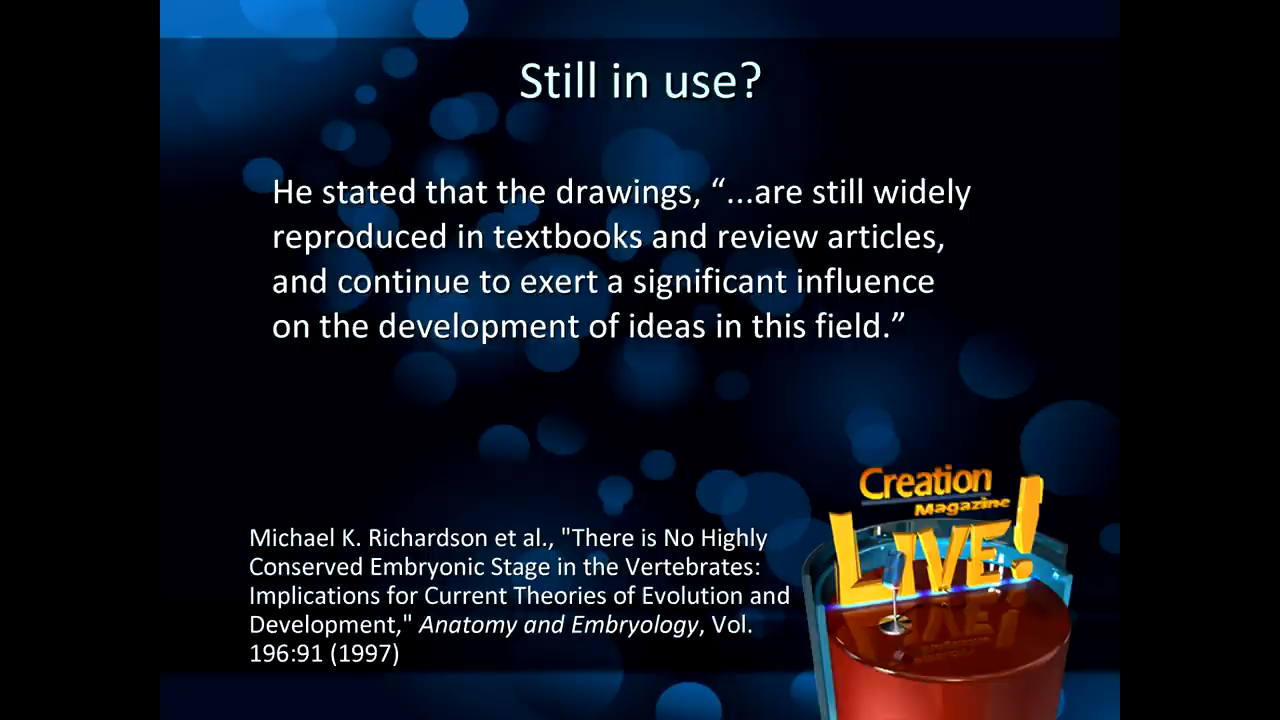 Still in use?
He stated that the drawings, “...are still widely
reproduced in textbooks and review articles,
and continue to exert a significant influence
on the development of ideas in this field.”
Michael K. Richardson et al., "There is No Highly
Conserved Embryonic Stage in the Vertebrates:
Implications for Current Theories of Evolution and
Development," Anatomy and Embryology, Vol.
196:91 (1997)
Creation
Magazine
LIVE!